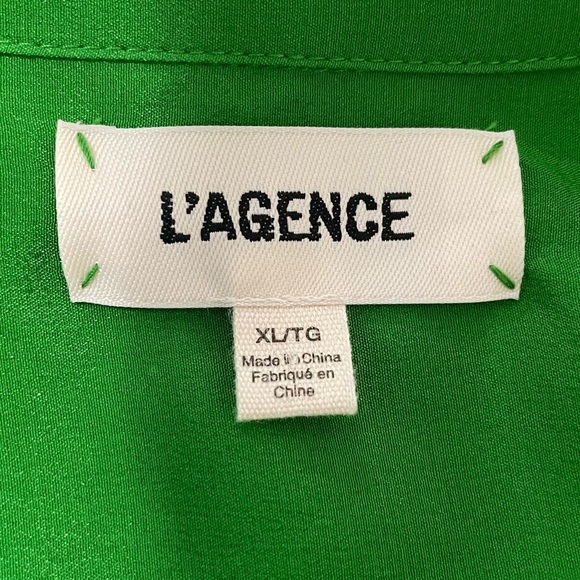 L'AGENCE
XL/TG
Made in China
Fabriqué en
Chine